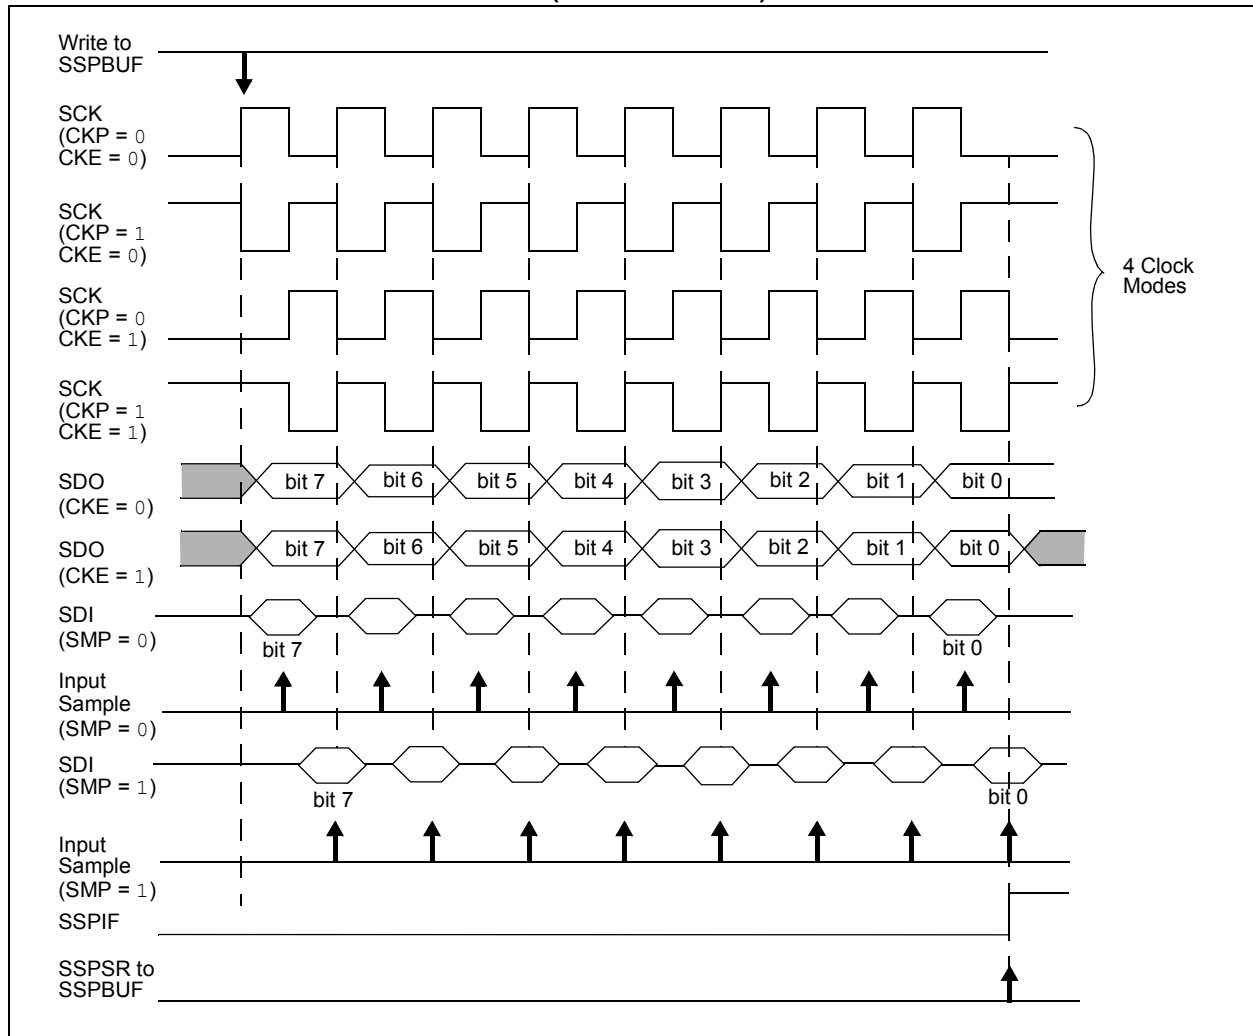 Write to
SSPBUF
SCK
(CKP = 0
CKE = 0)
SCK
(CKP = 1
CKE = 0)
SCK
(CKP = 0
CKE = 1)
SCK
(CKP = 1
CKE = 1)
4 Clock
Modes
SDO
(CKE = 0)
bit 7 bit 6 bit 5 bit 4 bit 3 bit 2 bit 1 bit 0
SDO
(CKE = 1)
bit 7 bit 6 bit 5 bit 4 bit 3 bit 2 bit 1 bit 0
SDI
(SMP = 0)
bit 7 bit 0
Input
Sample
(SMP = 0)
SDI
(SMP = 1)
bit 7 bit 0
Input
Sample
(SMP = 1)
SSPIF
SSPSR to
SSPBUF